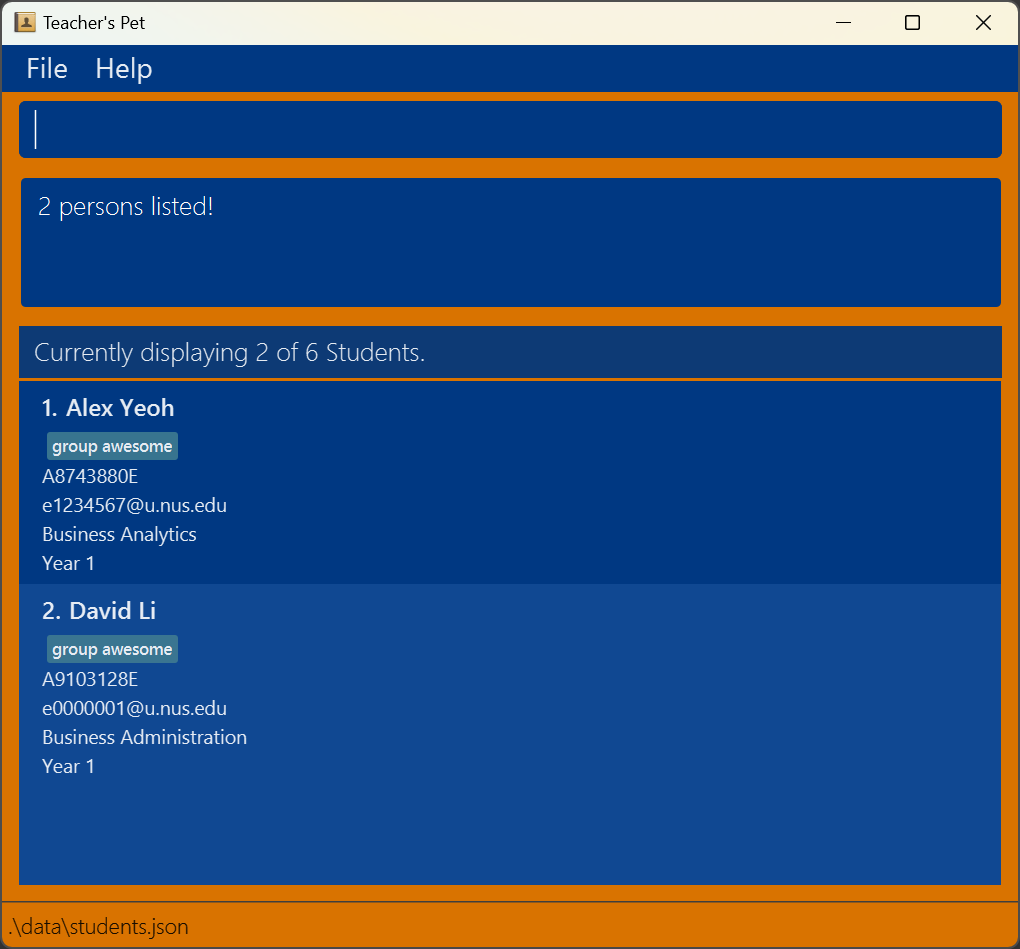 Teacher's Pet
File Help
2 persons listed!
Currently displaying 2 of 6 Students.
1. Alex Yeoh
group awesome
A8743880E
e1234567@u.nus.edu
Business Analytics
Year 1
2. David Li
group awesome
A9103128E
e0000001@u.nus.edu
Business Administration
Year 1
.\data\students.json